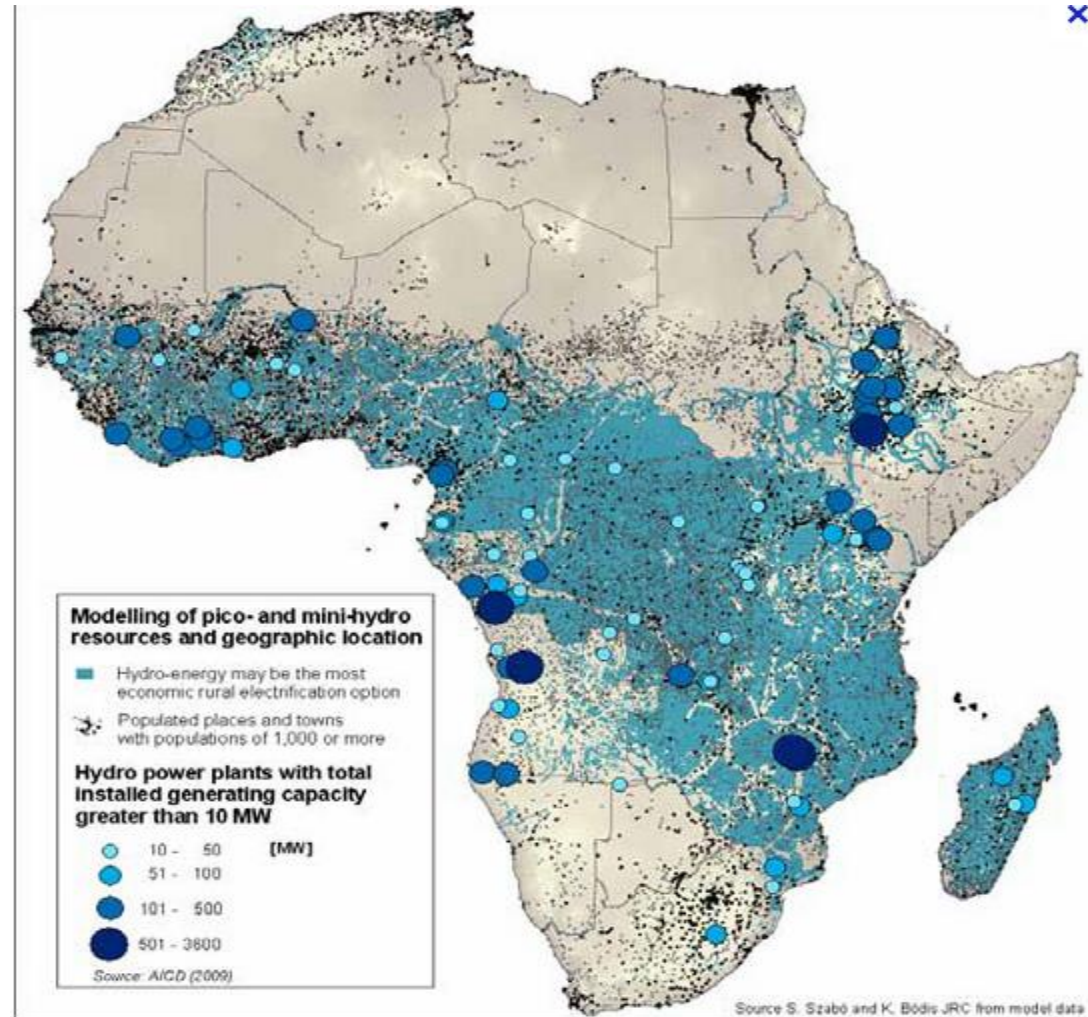 Modelling of pico- and mini-hydro
resources and geographic location
Hydro-energy may be the most
economic rural electrification option
Populated places and towns
with populations of 1,000 or more
Hydro power plants with total
installed generating capacity
greater than 10 MW
10 - 50 [MW]
51 - 100
101 - 500
501 - 3800
Source: AICD (2009)
Source S. Szabó and K. Bódis JRC from model data